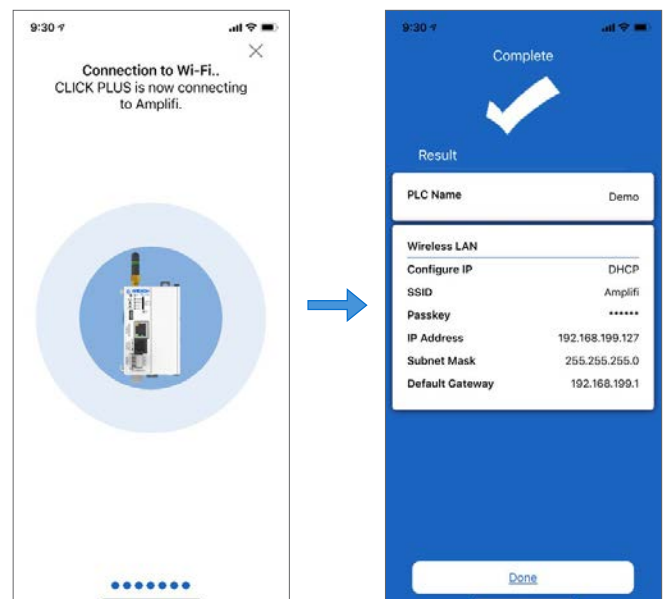 9:30
Connection to Wi-Fi..
CLICK PLUS is now connecting
to Amplifi.
9:30
Complete
Result
PLC Name Demo
Wireless LAN
Configure IP DHCP
SSID Amplifi
Passkey ••••••
IP Address 192.168.199.127
Subnet Mask 255.255.255.0
Default Gateway 192.168.199.1
Done